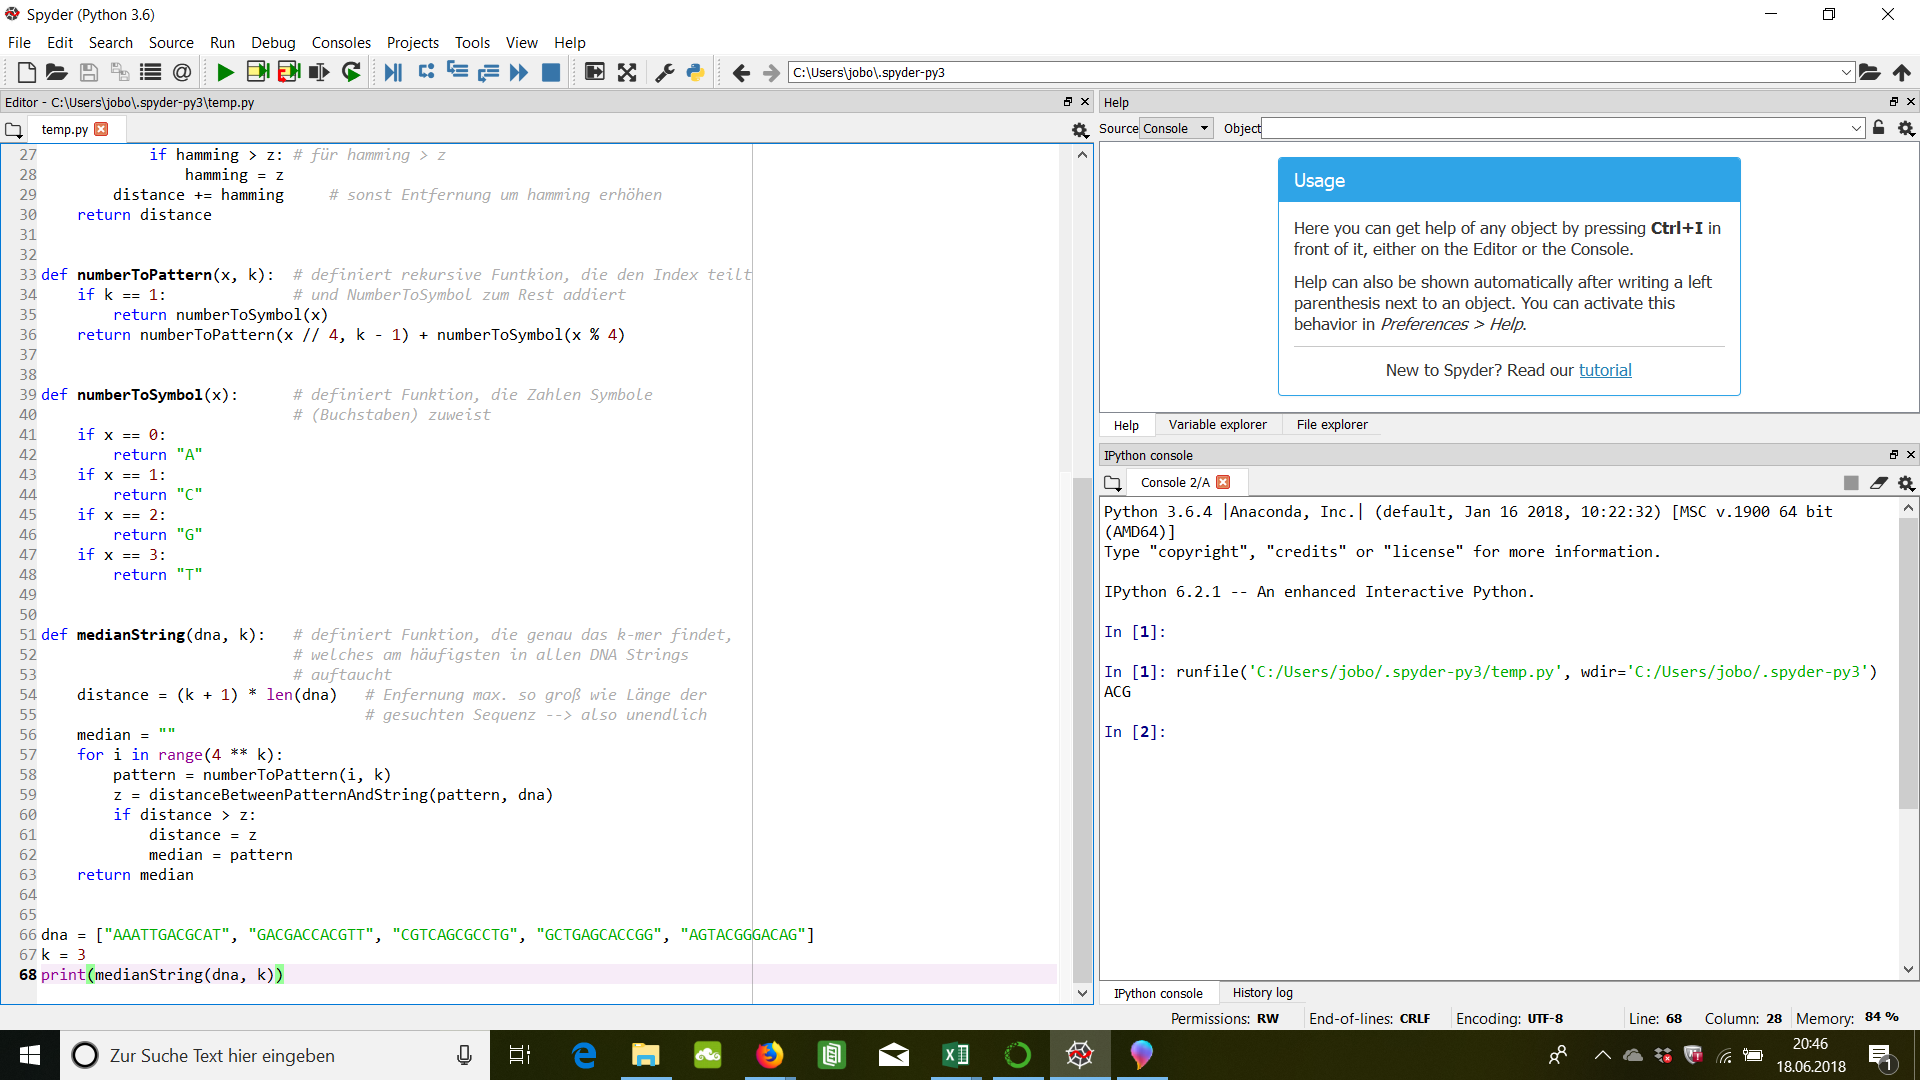 Spyder (Python 3.6)
File Edit Search Source Run Debug Consoles Projects Tools View Help
C:\Users\jobo\.spyder-py3
Editor - C:\Users\jobo\.spyder-py3\temp.py
temp.py
27             if hamming > z: # für hamming > z
28                 hamming = z
29         distance += hamming     # sonst Entfernung um hamming erhöhen
30     return distance
31
32
33 def numberToPattern(x, k):  # definiert rekursive Funtkion, die den Index teilt
34     if k == 1:              # und NumberToSymbol zum Rest addiert
35         return numberToSymbol(x)
36     return numberToPattern(x // 4, k - 1) + numberToSymbol(x % 4)
37
38
39 def numberToSymbol(x):      # definiert Funktion, die Zahlen Symbole
40                             # (Buchstaben) zuweist
41     if x == 0:
42         return "A"
43     if x == 1:
44         return "C"
45     if x == 2:
46         return "G"
47     if x == 3:
48         return "T"
49
50
51 def medianString(dna, k):   # definiert Funktion, die genau das k-mer findet,
52                             # welches am häufigsten in allen DNA Strings
53                             # auftaucht
54     distance = (k + 1) * len(dna)   # Enfernung max. so groß wie Länge der
55                                     # gesuchten Sequenz --> also unendlich
56     median = ""
57     for i in range(4 ** k):
58         pattern = numberToPattern(i, k)
59         z = distanceBetweenPatternAndString(pattern, dna)
60         if distance > z:
61             distance = z
62             median = pattern
63     return median
64
65
66 dna = ["AAATTGACGCAT", "GACGACCACGTT", "CGTCAGCGCCTG", "GCTGAGCACCGG", "AGTACGGGACAG"]
67 k = 3
68 print(medianString(dna, k))
Help
Source Console Object
Usage
Here you can get help of any object by pressing Ctrl+I in
front of it, either on the Editor or the Console.
Help can also be shown automatically after writing a left
parenthesis next to an object. You can activate this
behavior in Preferences > Help.
New to Spyder? Read our tutorial
Help Variable explorer File explorer
IPython console
Console 2/A
Python 3.6.4 |Anaconda, Inc.| (default, Jan 16 2018, 10:22:32) [MSC v.1900 64 bit
(AMD64)]
Type "copyright", "credits" or "license" for more information.
IPython 6.2.1 -- An enhanced Interactive Python.
In [1]:
In [1]: runfile('C:/Users/jobo/.spyder-py3/temp.py', wdir='C:/Users/jobo/.spyder-py3')
ACG
In [2]:
IPython console History log
Permissions: RW End-of-lines: CRLF Encoding: UTF-8 Line: 68 Column: 28 Memory: 84 %
Zur Suche Text hier eingeben
20:46
18.06.2018
1